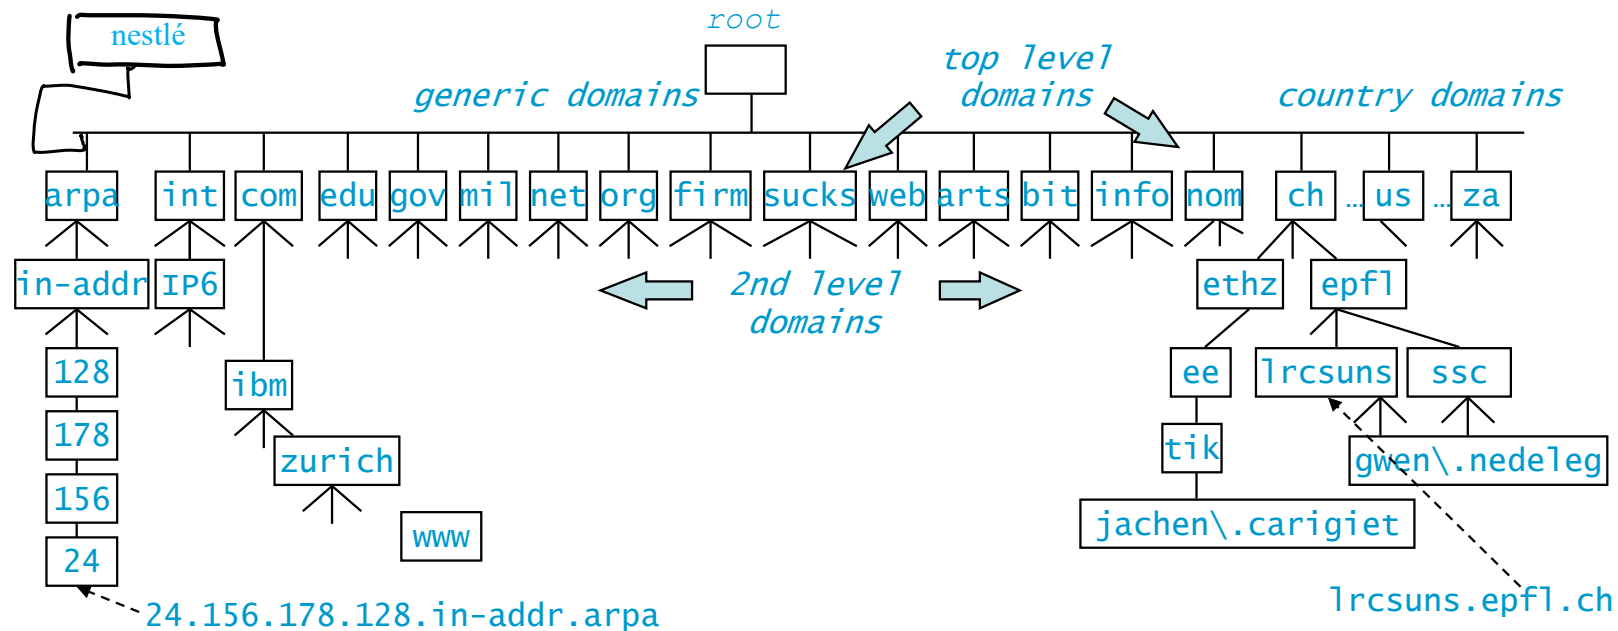 root
nestlé
top level
domains
generic domains
country domains
arpa int com edu gov mil net org firm sucks web arts bit info nom ch … us … za
in-addr IP6
2nd level
domains
ethz epfl
128
ibm
ee lrcsuns ssc
178
zurich
tik
gwen\.nedeleg
156
www
jachen\.carigiet
24
24.156.178.128.in-addr.arpa
lrcsuns.epfl.ch